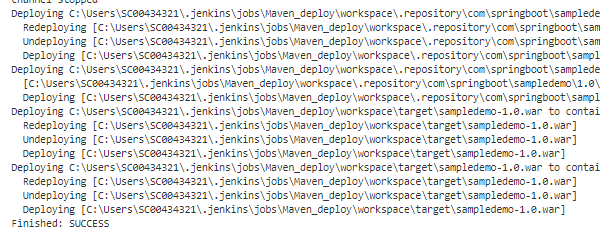 Channel stopped
Deploying C:\Users\SC00434321\.jenkins\jobs\Maven_deploy\workspace\.repository\com\springboot\samplede
Redeploying [C:\Users\SC00434321\.jenkins\jobs\Maven_deploy\workspace\.repository\com\springboot\sam
Undeploying [C:\Users\SC00434321\.jenkins\jobs\Maven_deploy\workspace\.repository\com\springboot\sam
Deploying [C:\Users\SC00434321\.jenkins\jobs\Maven_deploy\workspace\.repository\com\springboot\sampl
Deploying C:\Users\SC00434321\.jenkins\jobs\Maven_deploy\workspace\.repository\com\springboot\samplede
[C:\Users\SC00434321\.jenkins\jobs\Maven_deploy\workspace\.repository\com\springboot\sampledemo\1.0\
Deploying [C:\Users\SC00434321\.jenkins\jobs\Maven_deploy\workspace\.repository\com\springboot\sampl
Deploying C:\Users\SC00434321\.jenkins\jobs\Maven_deploy\workspace\target\sampledemo-1.0.war to contai
Redeploying [C:\Users\SC00434321\.jenkins\jobs\Maven_deploy\workspace\target\sampledemo-1.0.war]
Undeploying [C:\Users\SC00434321\.jenkins\jobs\Maven_deploy\workspace\target\sampledemo-1.0.war]
Deploying [C:\Users\SC00434321\.jenkins\jobs\Maven_deploy\workspace\target\sampledemo-1.0.war]
Deploying C:\Users\SC00434321\.jenkins\jobs\Maven_deploy\workspace\target\sampledemo-1.0.war to contai
Redeploying [C:\Users\SC00434321\.jenkins\jobs\Maven_deploy\workspace\target\sampledemo-1.0.war]
Undeploying [C:\Users\SC00434321\.jenkins\jobs\Maven_deploy\workspace\target\sampledemo-1.0.war]
Deploying [C:\Users\SC00434321\.jenkins\jobs\Maven_deploy\workspace\target\sampledemo-1.0.war]
Finished: SUCCESS